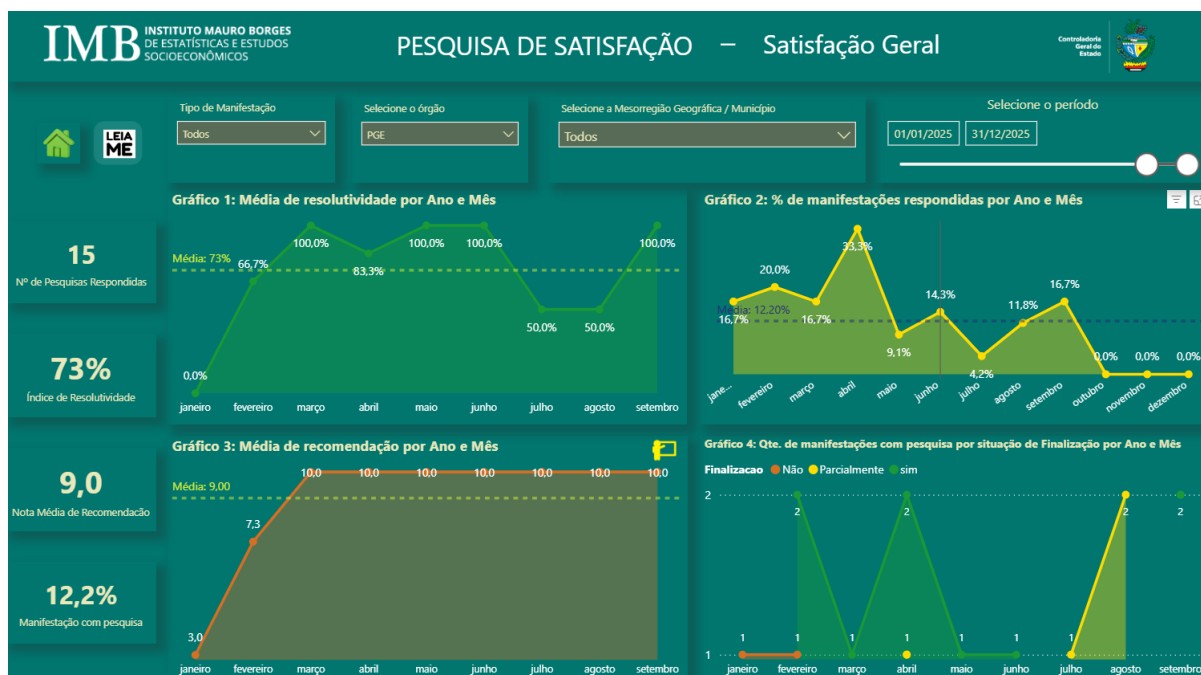 IMB INSTITUTO MAURO BORGES
DE ESTATÍSTICAS E ESTUDOS
SOCIOECONÔMICOS
PESQUISA DE SATISFAÇÃO – Satisfação Geral
Controladoria
Geral do
Estado
LEIA
ME
Tipo de Manifestação
Todos
Selecione o órgão
PGE
Selecione a Mesorregião Geográfica / Município
Todos
Selecione o período
01/01/2025 31/12/2025
15
Nº de Pesquisas Respondidas
73%
Índice de Resolutividade
9,0
Nota Média de Recomendação
12,2%
Manifestação com pesquisa
Gráfico 1: Média de resolutividade por Ano e Mês
Média: 73%
0,0% 66,7% 100,0% 83,3% 100,0% 100,0% 50,0% 50,0% 100,0%
janeiro fevereiro março abril maio junho julho agosto setembro
Gráfico 2: % de manifestações respondidas por Ano e Mês
Média: 12.20%
16,7% 20,0% 16,7% 33,3% 9,1% 14,3% 4,2% 11,8% 16,7% 0,0% 0,0% 0,0%
jane... fevereiro março abril maio junho julho agosto setembro outubro novembro dezembro
Gráfico 3: Média de recomendação por Ano e Mês
Média: 9,00
3,0 7,3 10,0 10,0 10,0 10,0 10,0 10,0 10,0
janeiro fevereiro março abril maio junho julho agosto setembro
Gráfico 4: Qte. de manifestações com pesquisa por situação de Finalização por Ano e Mês
Finalizacao Não Parcialmente sim
2
2 2 2 2
1 1 1 1 1 1 1
1
janeiro fevereiro março abril maio junho julho agosto setembro